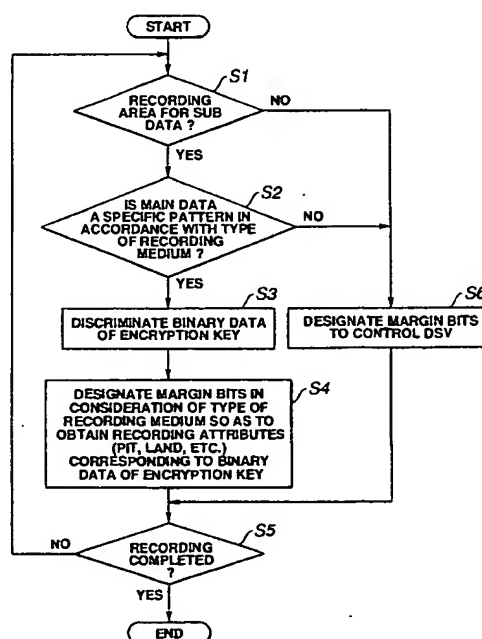 START
S1
RECORDING
AREA FOR SUB
DATA ?
NO
YES
S2
IS MAIN DATA
A SPECIFIC PATTERN IN
ACCORDANCE WITH TYPE
OF RECORDING
MEDIUM ?
NO
YES
S3
DISCRIMINATE BINARY DATA
OF ENCRYPTION KEY
S6
DESIGNATE MARGIN BITS
TO CONTROL DSV
S4
DESIGNATE MARGIN BITS IN
CONSIDERATION OF TYPE OF
RECORDING MEDIUM SO AS TO
OBTAIN RECORDING ATTRIBUTES
(PIT, LAND, ETC.)
CORRESPONDING TO BINARY
DATA OF ENCRYPTION KEY
S5
NO
RECORDING
COMPLETED
?
YES
END